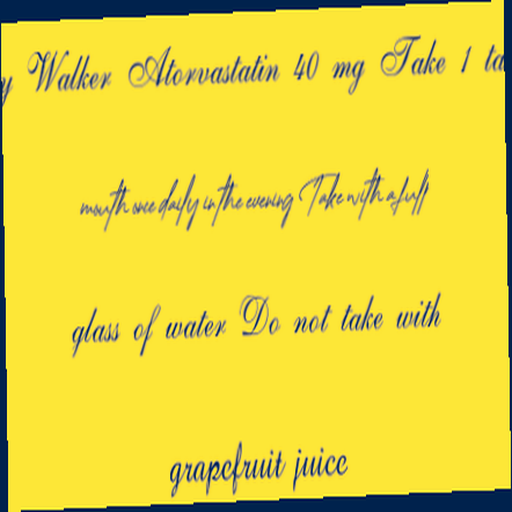 Walker Atorvastatin 40 mg Take 1
mouth once daily in the evening Take with a full
glass of water Do not take with
grapefruit juice